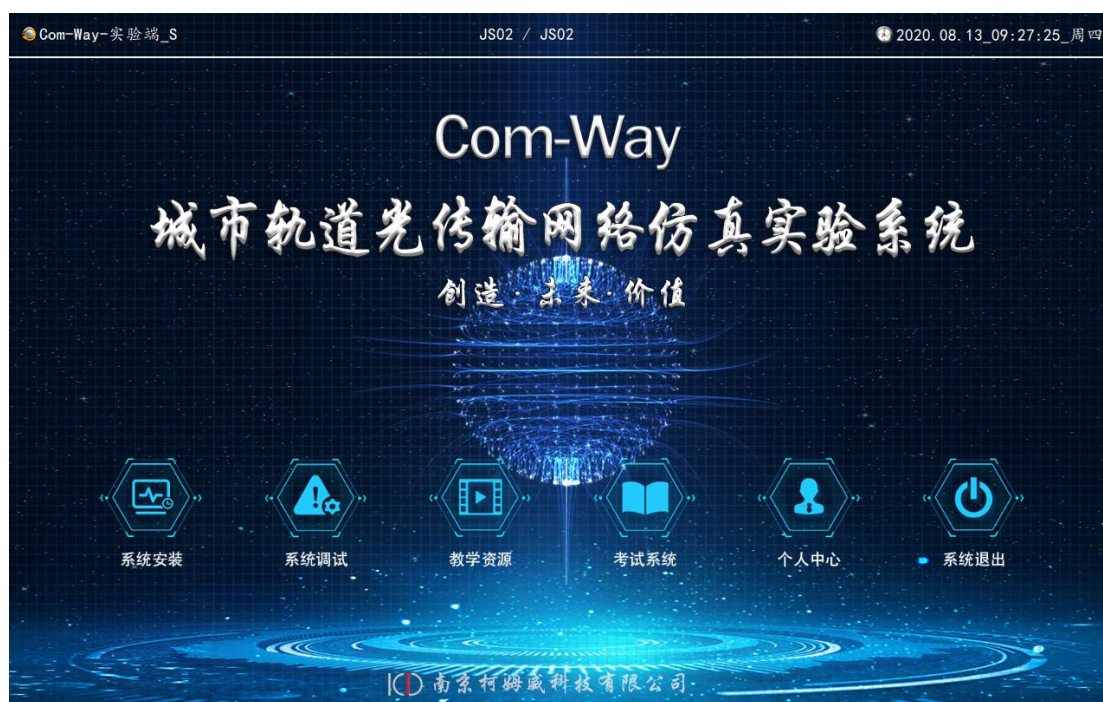 Com-Way-实验端_S JS02 / JS02 2020.08.13_09:27:25_周四
Com-Way
城市轨道光传输网络仿真实验系统
创造·未来·价值
系统安装 系统调试 教学资源 考试系统 个人中心 系统退出
南京柯姆威科技有限公司